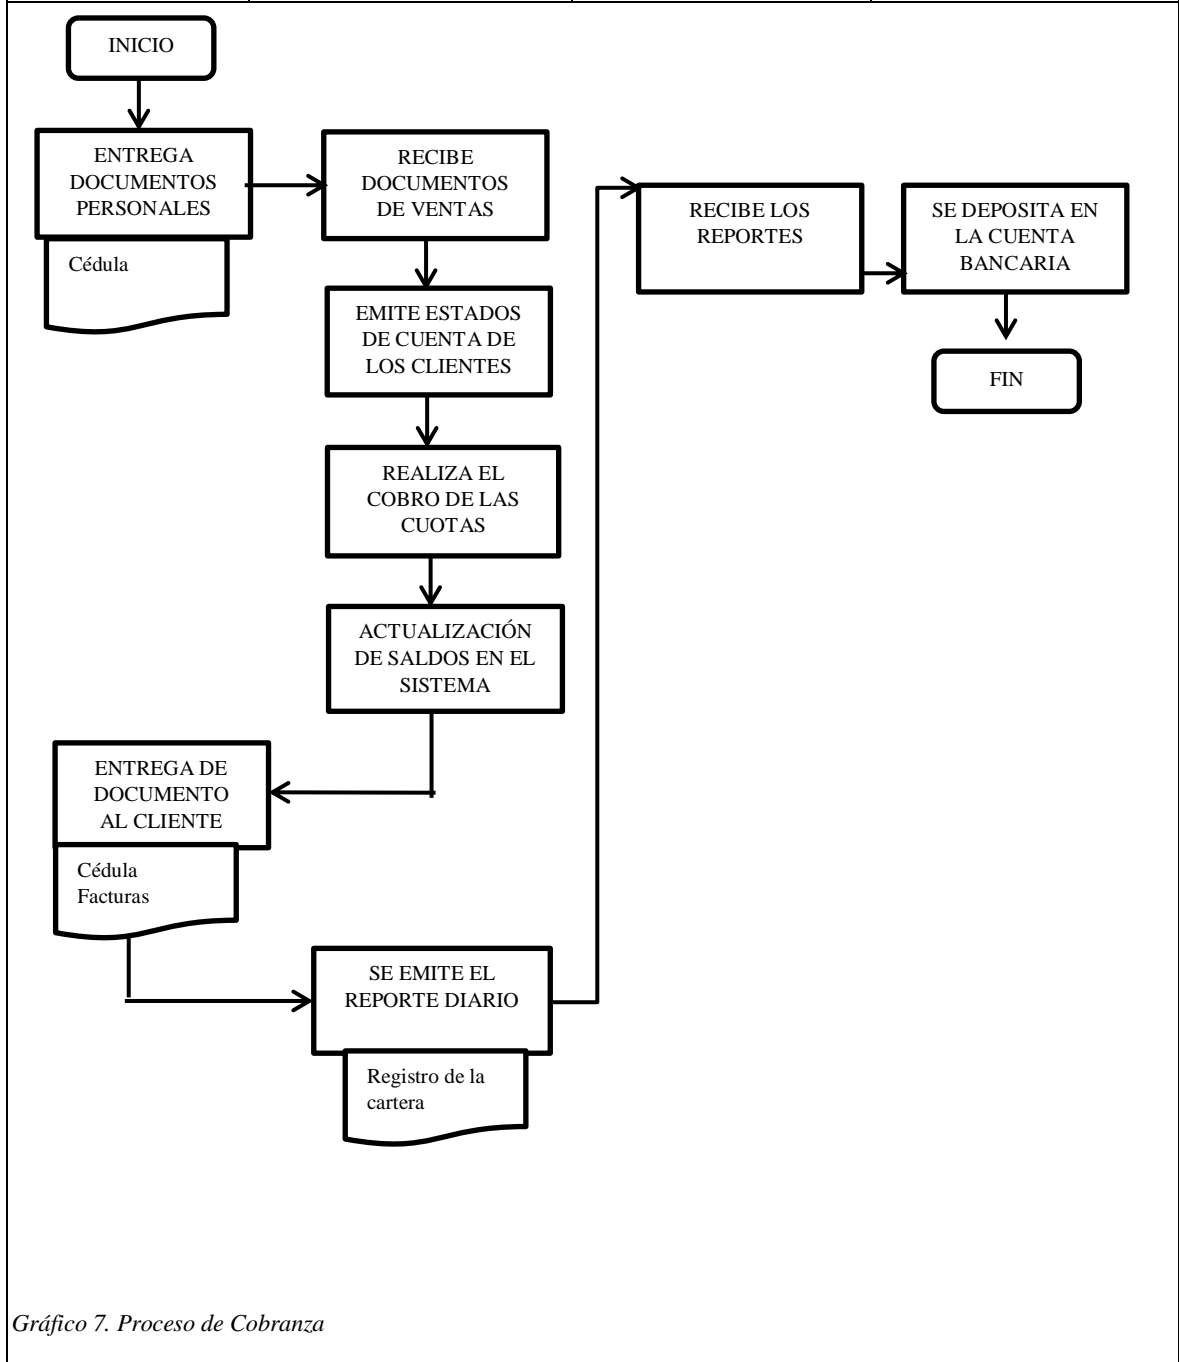 INICIO
ENTREGA
DOCUMENTOS
PERSONALES
Cédula
RECIBE
DOCUMENTOS
DE VENTAS
EMITE ESTADOS
DE CUENTA DE
LOS CLIENTES
REALIZA EL
COBRO DE LAS
CUOTAS
ACTUALIZACIÓN
DE SALDOS EN EL
SISTEMA
ENTREGA DE
DOCUMENTO
AL CLIENTE
Cédula
Facturas
SE EMITE EL
REPORTE DIARIO
Registro de la
cartera
RECIBE LOS
REPORTES
SE DEPOSITA EN
LA CUENTA
BANCARIA
FIN
Gráfico 7. Proceso de Cobranza